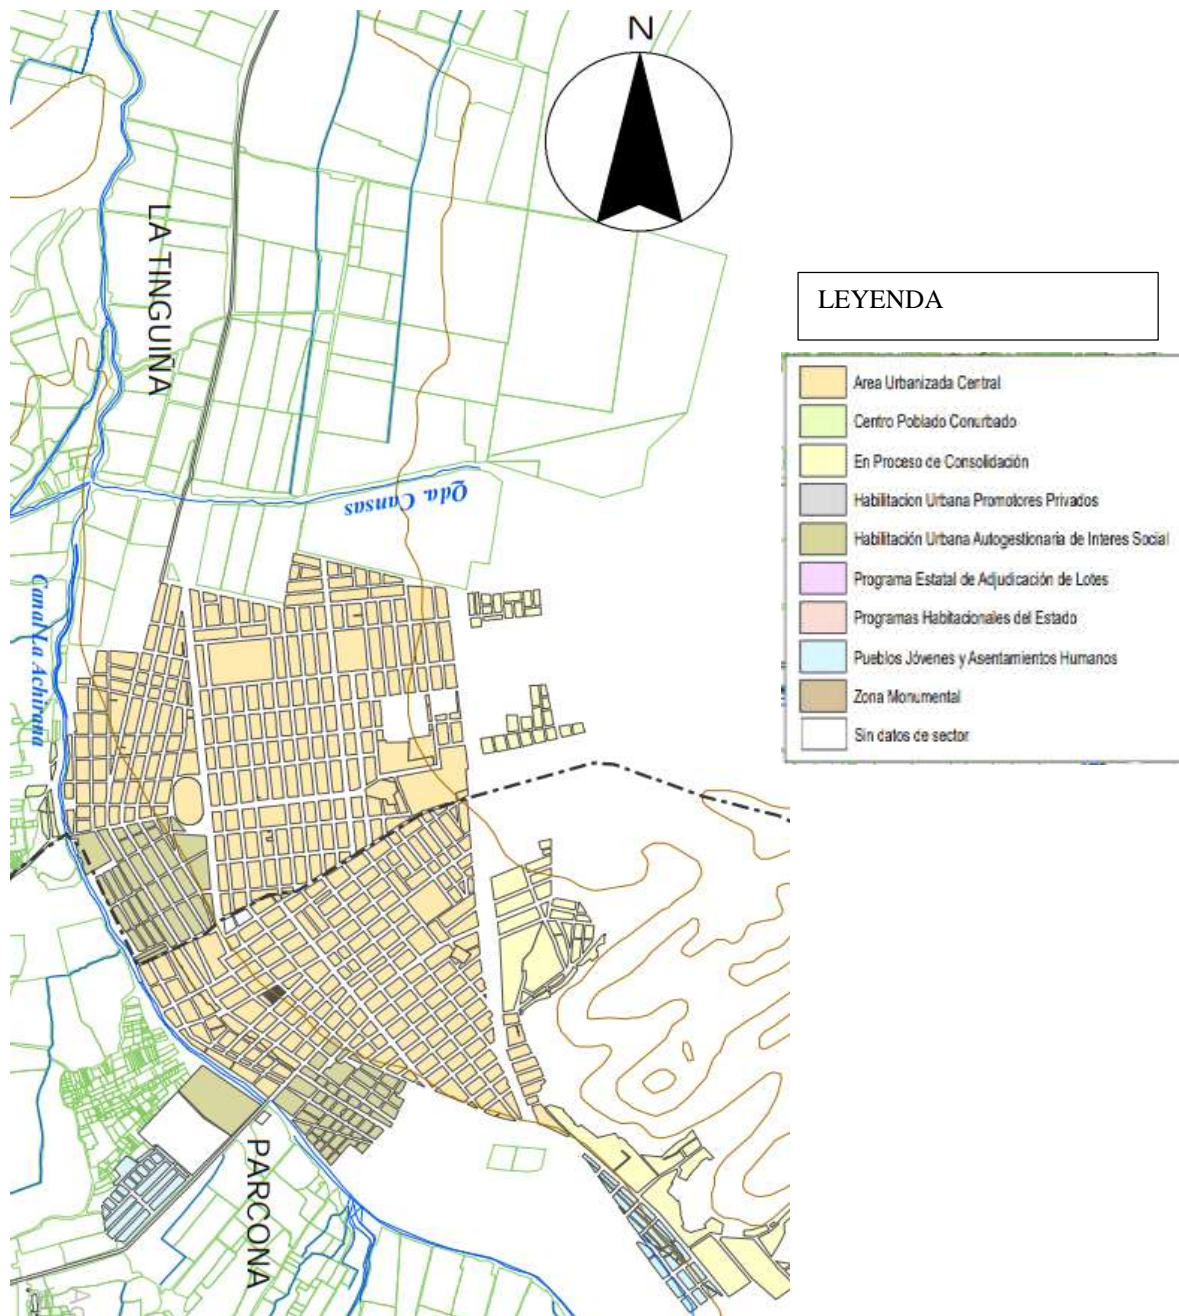 N
LA TINGUIÑA
LEYENDA
Area Urbanizada Central
Centro Poblado Conurbado
En Proceso de Consolidación
Qda. Cansas
Habilitacion Urbana Promotores Privados
Habilitación Urbana Autogestionaria de Interes Social
Canal La Achirana
Programa Estatal de Adjudicación de Lotes
Programas Habitacionales del Estado
Pueblos Jóvenes y Asentamientos Humanos
Zona Monumental
Sin datos de sector
PARCONA